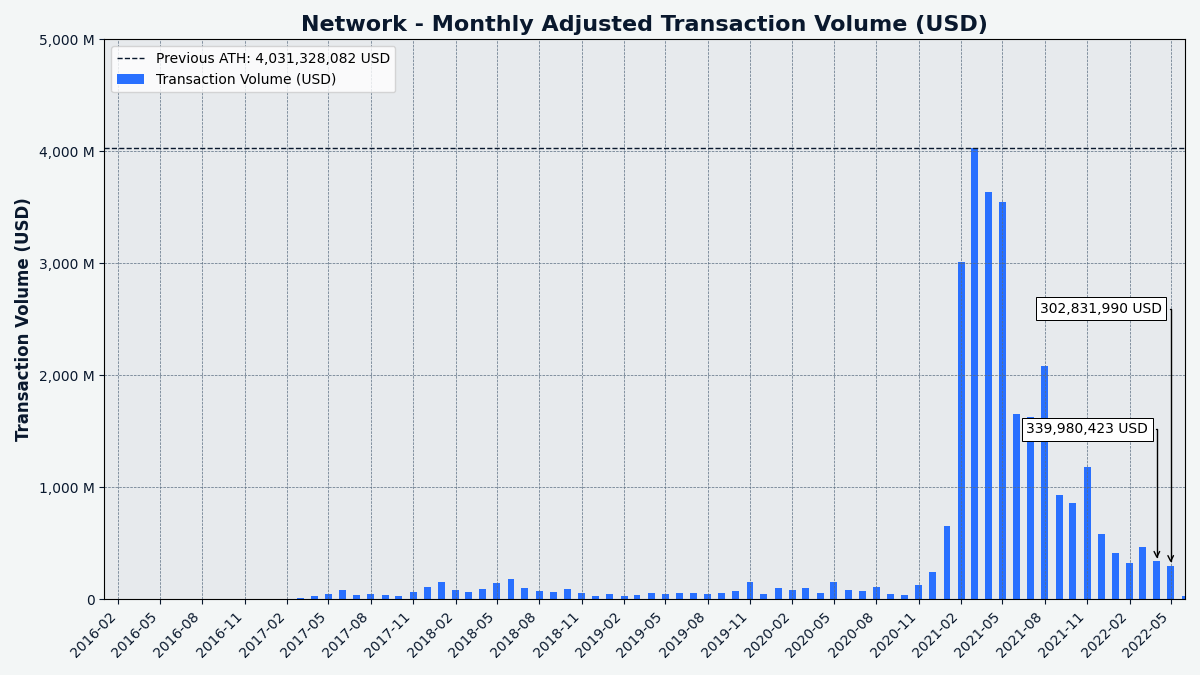 Network - Monthly Adjusted Transaction Volume (USD)
Previous ATH: 4,031,328,082 USD
Transaction Volume (USD)
Transaction Volume (USD)
5,000 M
4,000 M
3,000 M
2,000 M
1,000 M
0
302,831,990 USD
339,980,423 USD
2016-02
2016-05
2016-08
2016-11
2017-02
2017-05
2017-08
2017-11
2018-02
2018-05
2018-08
2018-11
2019-02
2019-05
2019-08
2019-11
2020-02
2020-05
2020-08
2020-11
2021-02
2021-05
2021-08
2021-11
2022-02
2022-05